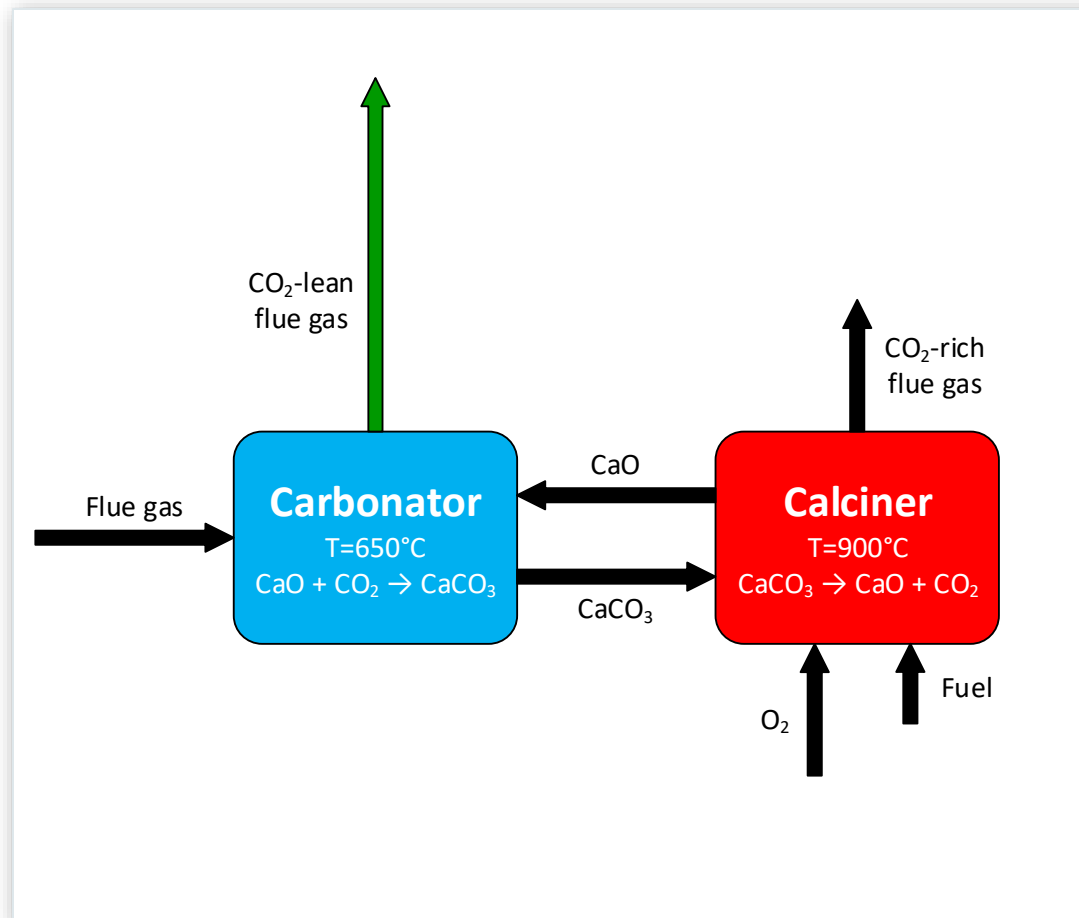 CO₂-lean
flue gas
CO₂-rich
flue gas
Flue gas
Carbonator
T=650°C
CaO + CO₂ → CaCO₃
CaO
CaCO₃
Calciner
T=900°C
CaCO₃ → CaO + CO₂
O₂
Fuel